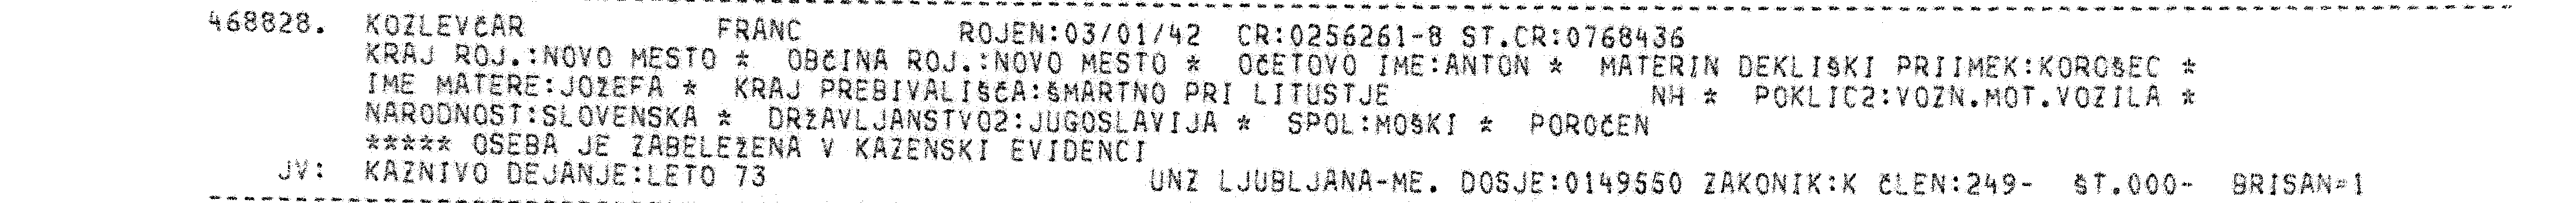 468828. KOZLEVČAR FRANC ROJEN:03/01/42 CR:0256261-8 ST.CR:0768436
KRAJ ROJ.:NOVO MESTO * OBČINA ROJ.:NOVO MESTO * OČETOVO IME:ANTON * MATERIN DEKLIŠKI PRIIMEK:KOROŠEC *
IME MATERE:JOŽEFA * KRAJ PREBIVALIŠČA:ŠMARTNO PRI LITUSTJE NH * POKLIC2:VOZN.MOT.VOZILA *
NARODNOST:SLOVENSKA * DRŽAVLJANSTVO2:JUGOSLAVIJA * SPOL:MOŠKI * POROČEN
***** OSEBA JE ZABELEŽENA V KAZENSKI EVIDENCI
JV: KAZNIVO DEJANJE:LETO 73 UNZ LJUBLJANA-ME. DOSJE:0149550 ZAKONIK:K ČLEN:249- ŠT.000- BRISAN=1